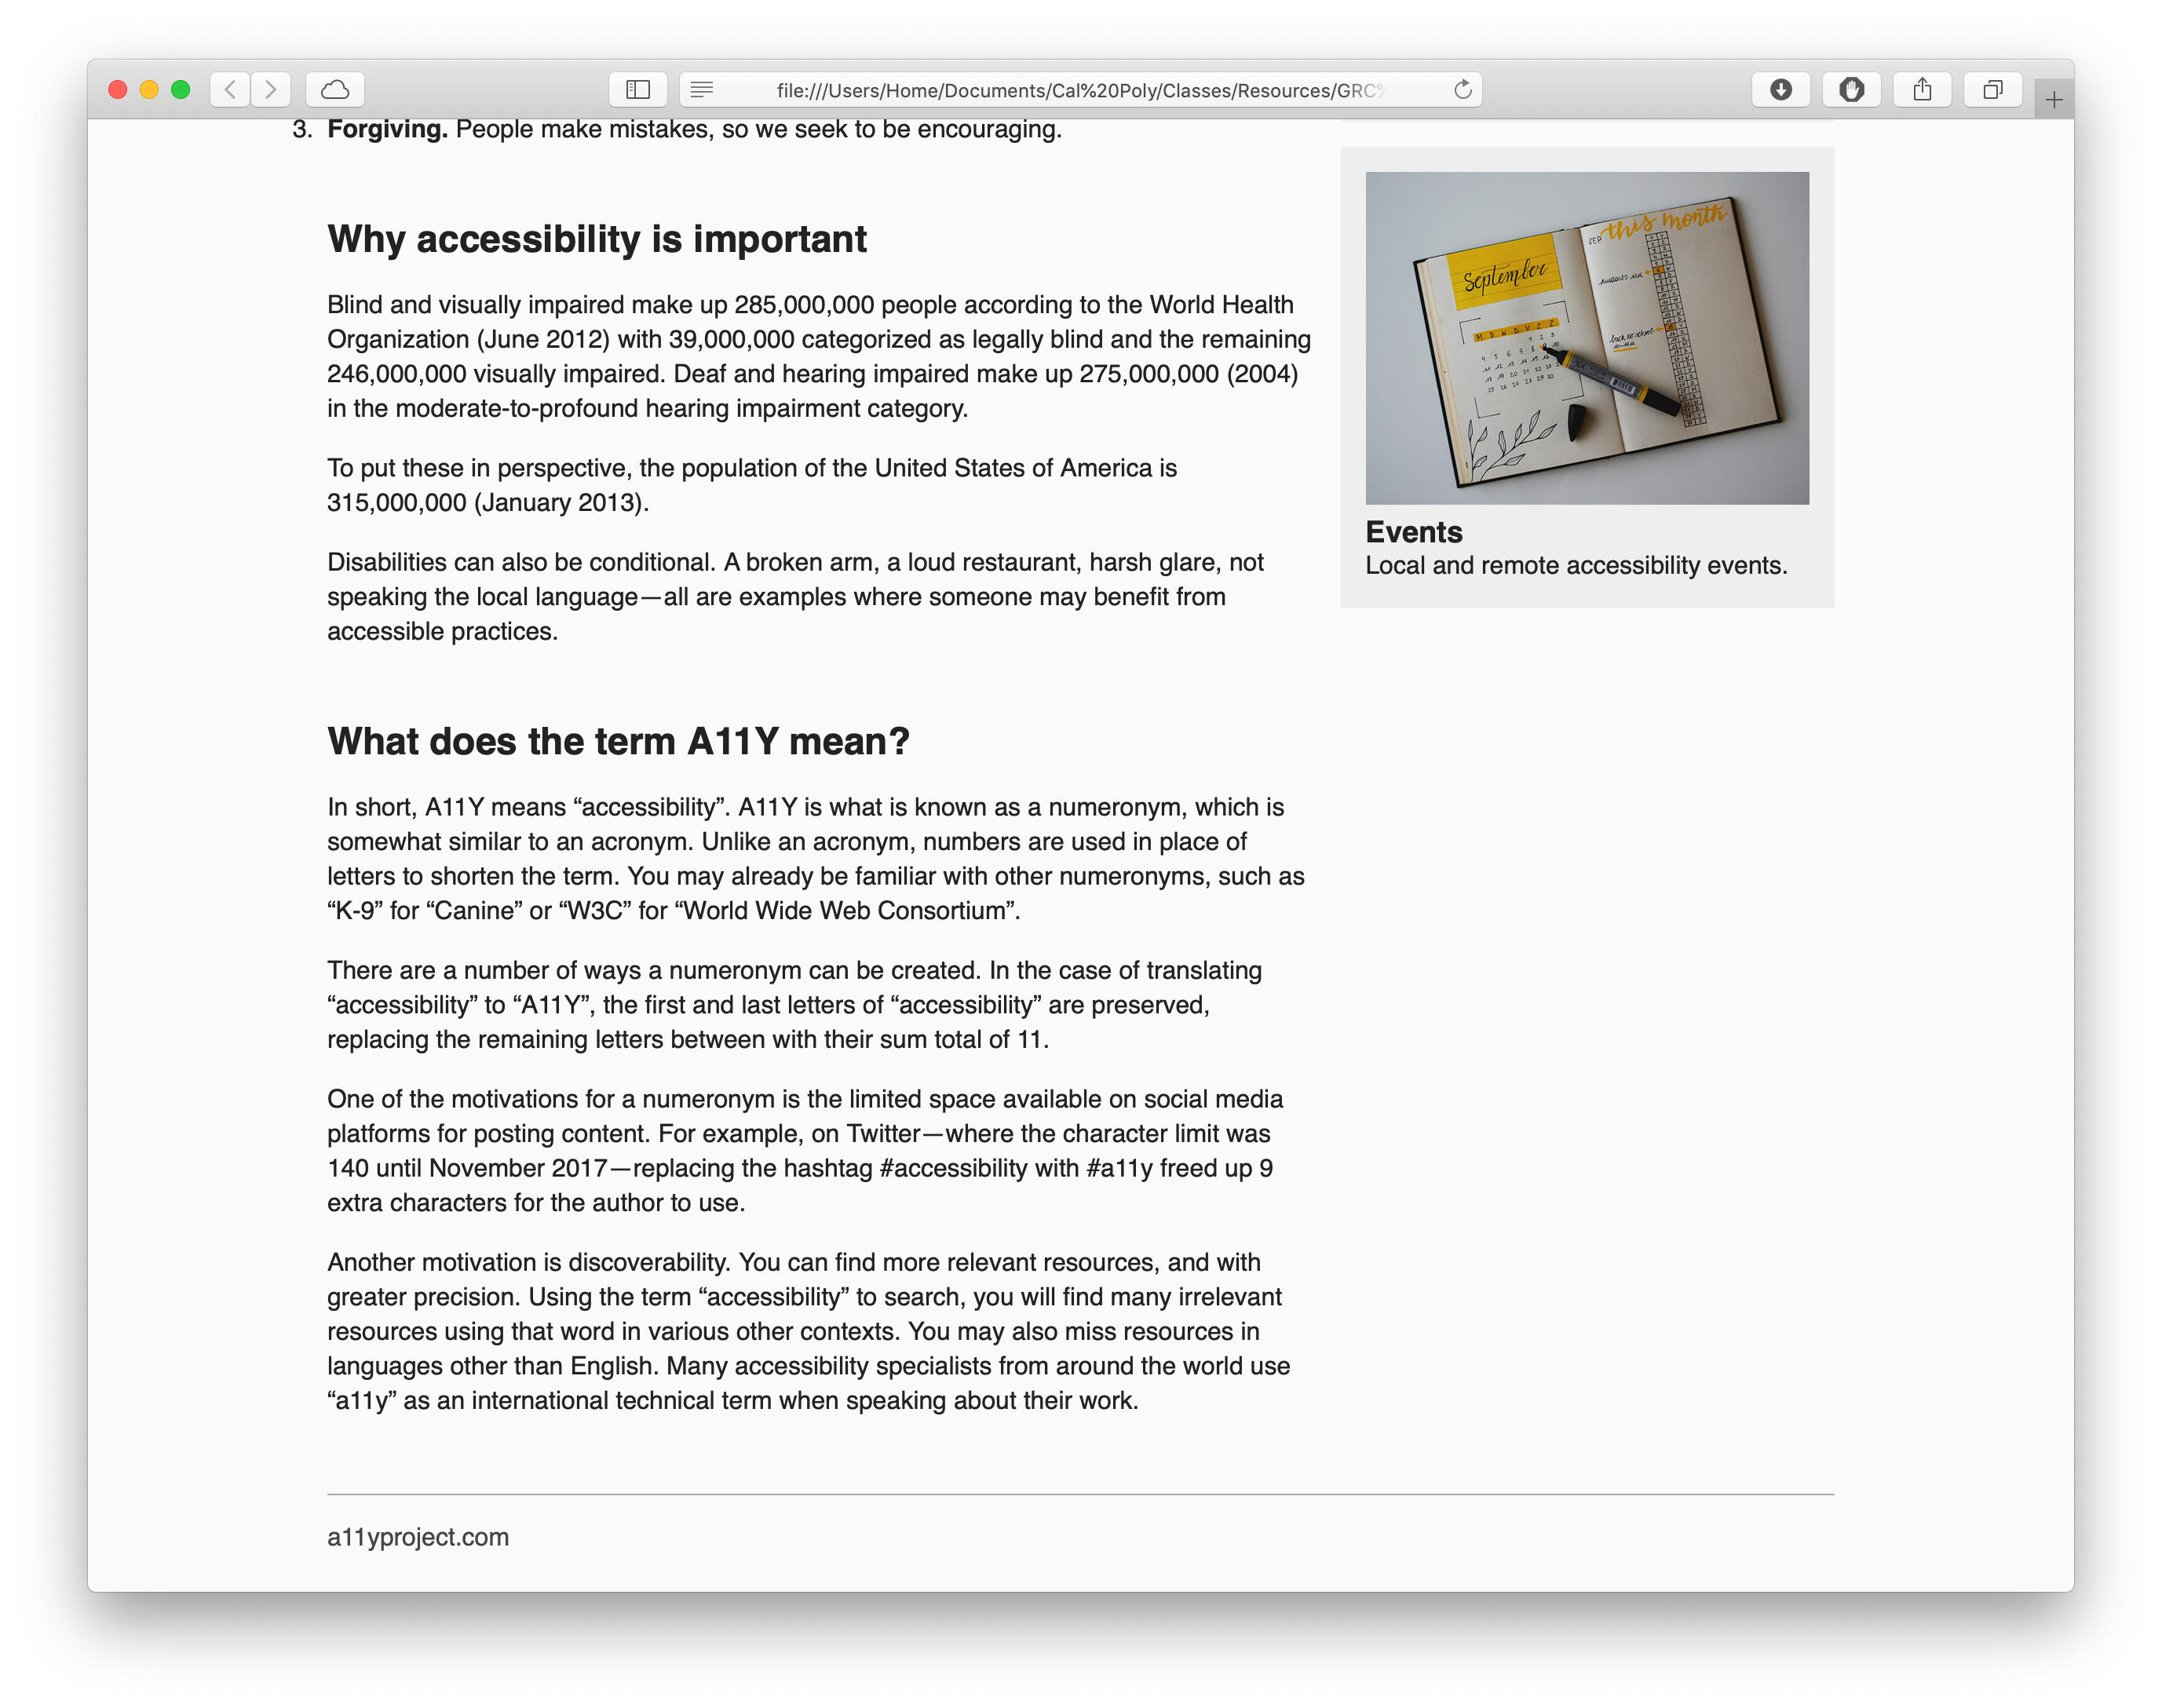 file:///Users/Home/Documents/Cal%20Poly/Classes/Resources/GRC%
3. Forgiving. People make mistakes, so we seek to be encouraging.
Why accessibility is important
Blind and visually impaired make up 285,000,000 people according to the World Health
Organization (June 2012) with 39,000,000 categorized as legally blind and the remaining
246,000,000 visually impaired. Deaf and hearing impaired make up 275,000,000 (2004)
in the moderate-to-profound hearing impairment category.
To put these in perspective, the population of the United States of America is
315,000,000 (January 2013).
Disabilities can also be conditional. A broken arm, a loud restaurant, harsh glare, not
speaking the local language—all are examples where someone may benefit from
accessible practices.
What does the term A11Y mean?
In short, A11Y means “accessibility”. A11Y is what is known as a numeronym, which is
somewhat similar to an acronym. Unlike an acronym, numbers are used in place of
letters to shorten the term. You may already be familiar with other numeronyms, such as
“K-9” for “Canine” or “W3C” for “World Wide Web Consortium”.
There are a number of ways a numeronym can be created. In the case of translating
“accessibility” to “A11Y”, the first and last letters of “accessibility” are preserved,
replacing the remaining letters between with their sum total of 11.
One of the motivations for a numeronym is the limited space available on social media
platforms for posting content. For example, on Twitter—where the character limit was
140 until November 2017—replacing the hashtag #accessibility with #a11y freed up 9
extra characters for the author to use.
Another motivation is discoverability. You can find more relevant resources, and with
greater precision. Using the term “accessibility” to search, you will find many irrelevant
resources using that word in various other contexts. You may also miss resources in
languages other than English. Many accessibility specialists from around the world use
“a11y” as an international technical term when speaking about their work.
September
M D W D V Z Z
SEP this month
Events
Local and remote accessibility events.
a11yproject.com